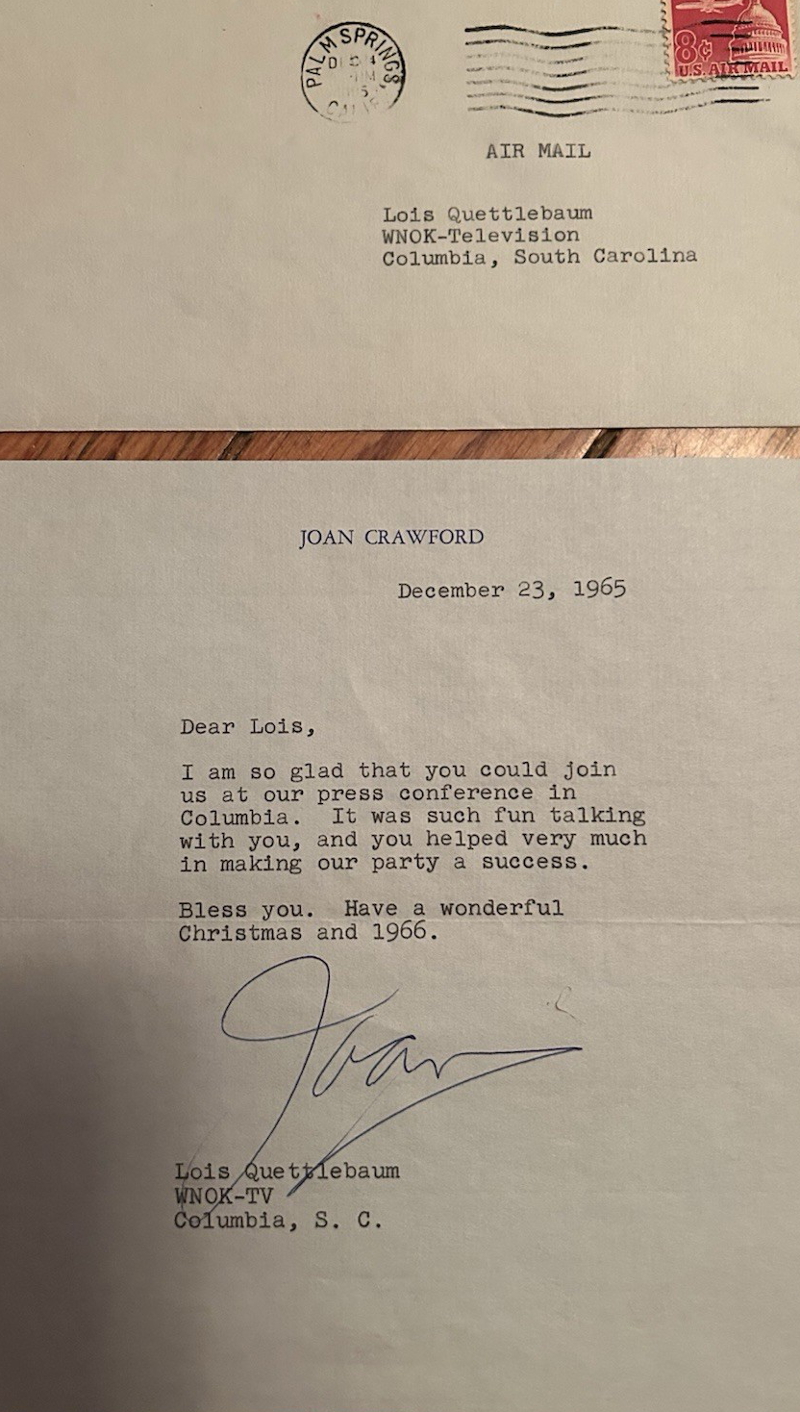 PALM SPRINGS,
8¢
U.S. AIR MAIL
AIR MAIL
Lois Quettlebaum
WNOK-Television
Columbia, South Carolina
JOAN CRAWFORD
December 23, 1965
Dear Lois,
I am so glad that you could join
us at our press conference in
Columbia. It was such fun talking
with you, and you helped very much
in making our party a success.
Bless you. Have a wonderful
Christmas and 1966.
Joan
Lois Quettlebaum
WNOK-TV
Columbia, S. C.